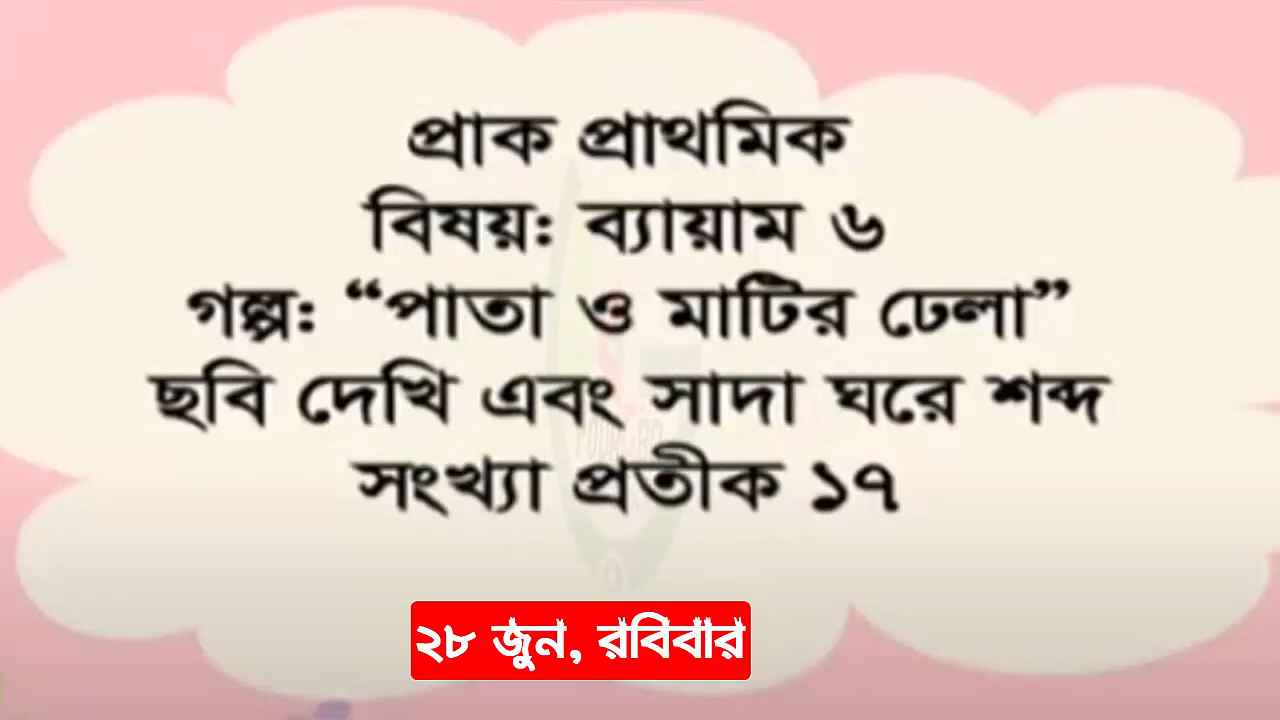 প্রাক প্রাথমিক
বিষয়: ব্যায়াম ৬
গল্প: “পাতা ও মাটির ঢেলা”
ছবি দেখি এবং সাদা ঘরে শব্দ
সংখ্যা প্রতীক ১৭
২৮ জুন, রবিবার